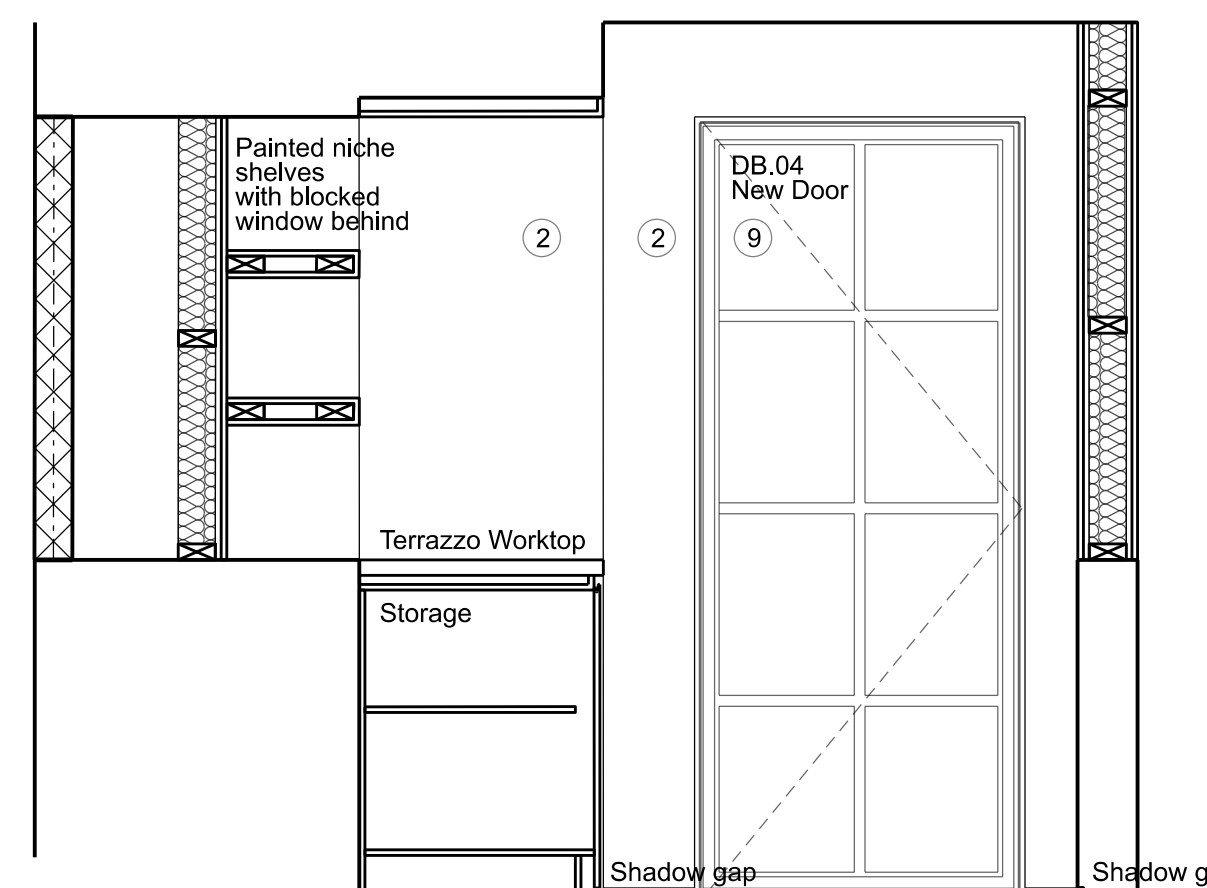 Painted niche
shelves
with blocked
window behind
DB.04
New Door
2
2
9
Terrazzo Worktop
Storage
Shadow gap
Shadow g